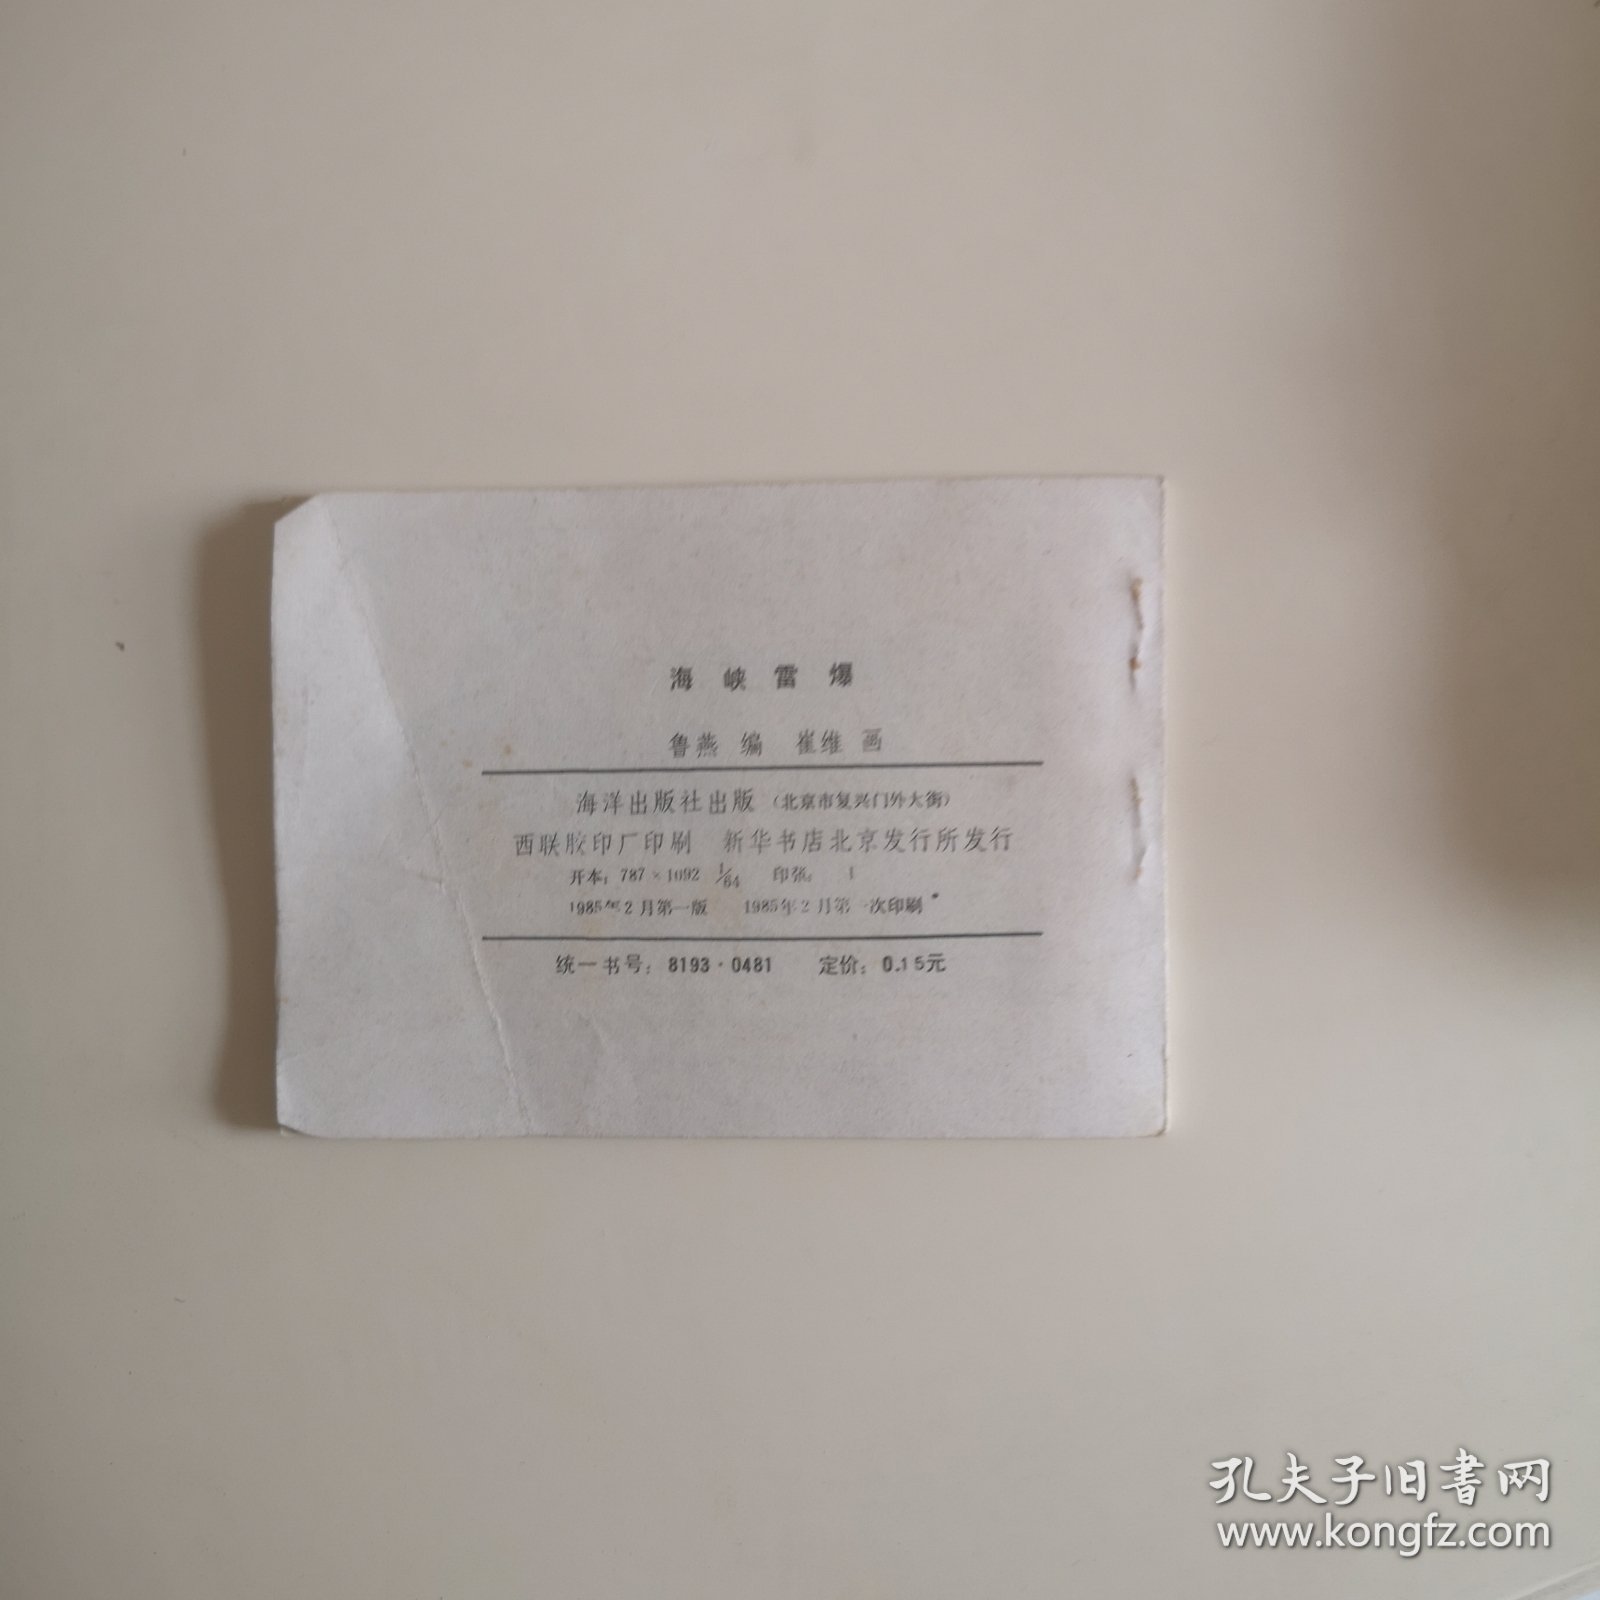 海峡雷爆
鲁燕 编 崔维 画
海洋出版社出版（北京市复兴门外大街）
西联胶印厂印刷 新华书店北京发行所发行
开本：787×1092 1/64 印张： 1
1985年2月第一版 1985年2月第一次印刷
统一书号：8193·0481 定价：0.15元
孔夫子旧书网
www.kongfz.com